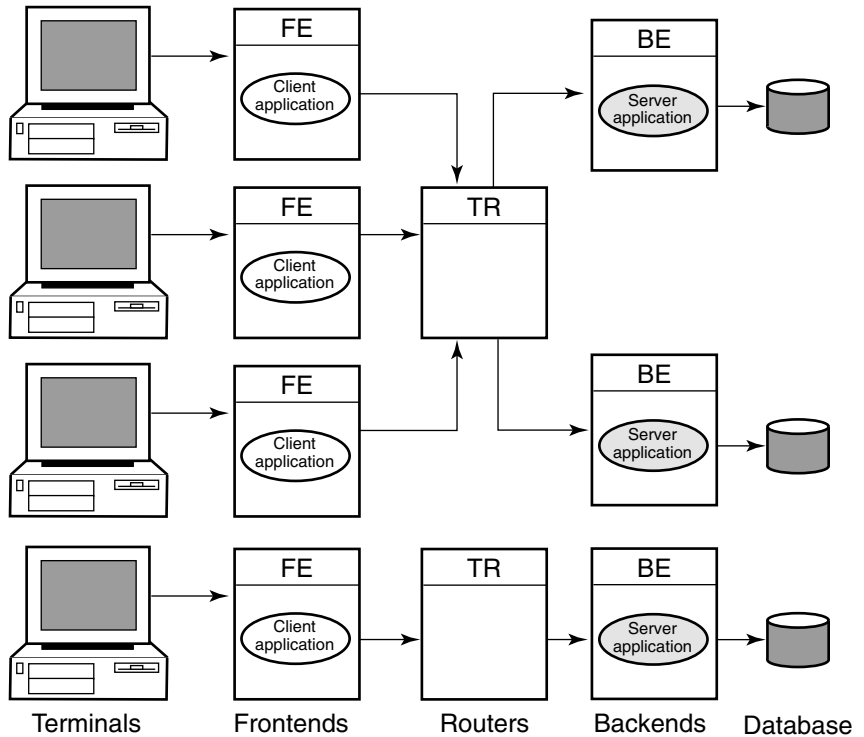 FE
Client
application
BE
Server
application
FE
Client
application
TR
FE
Client
application
BE
Server
application
FE
Client
application
TR
BE
Server
application
Terminals
Frontends
Routers
Backends
Database